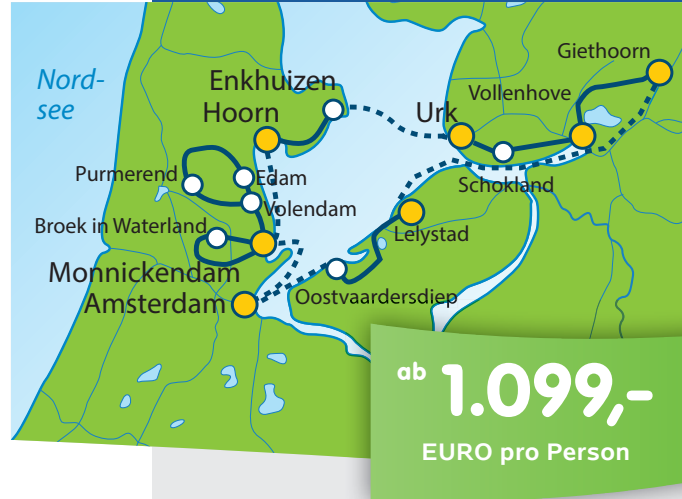 Giethoorn
Nord-
see
Enkhuizen
Vollenhove
Hoorn
Urk
Purmerend
Edam
Schokland
Volendam
Broek in Waterland
Lelystad
Monnickendam
Oostvaardersdiep
Amsterdam
ab 1.099,-
EURO pro Person